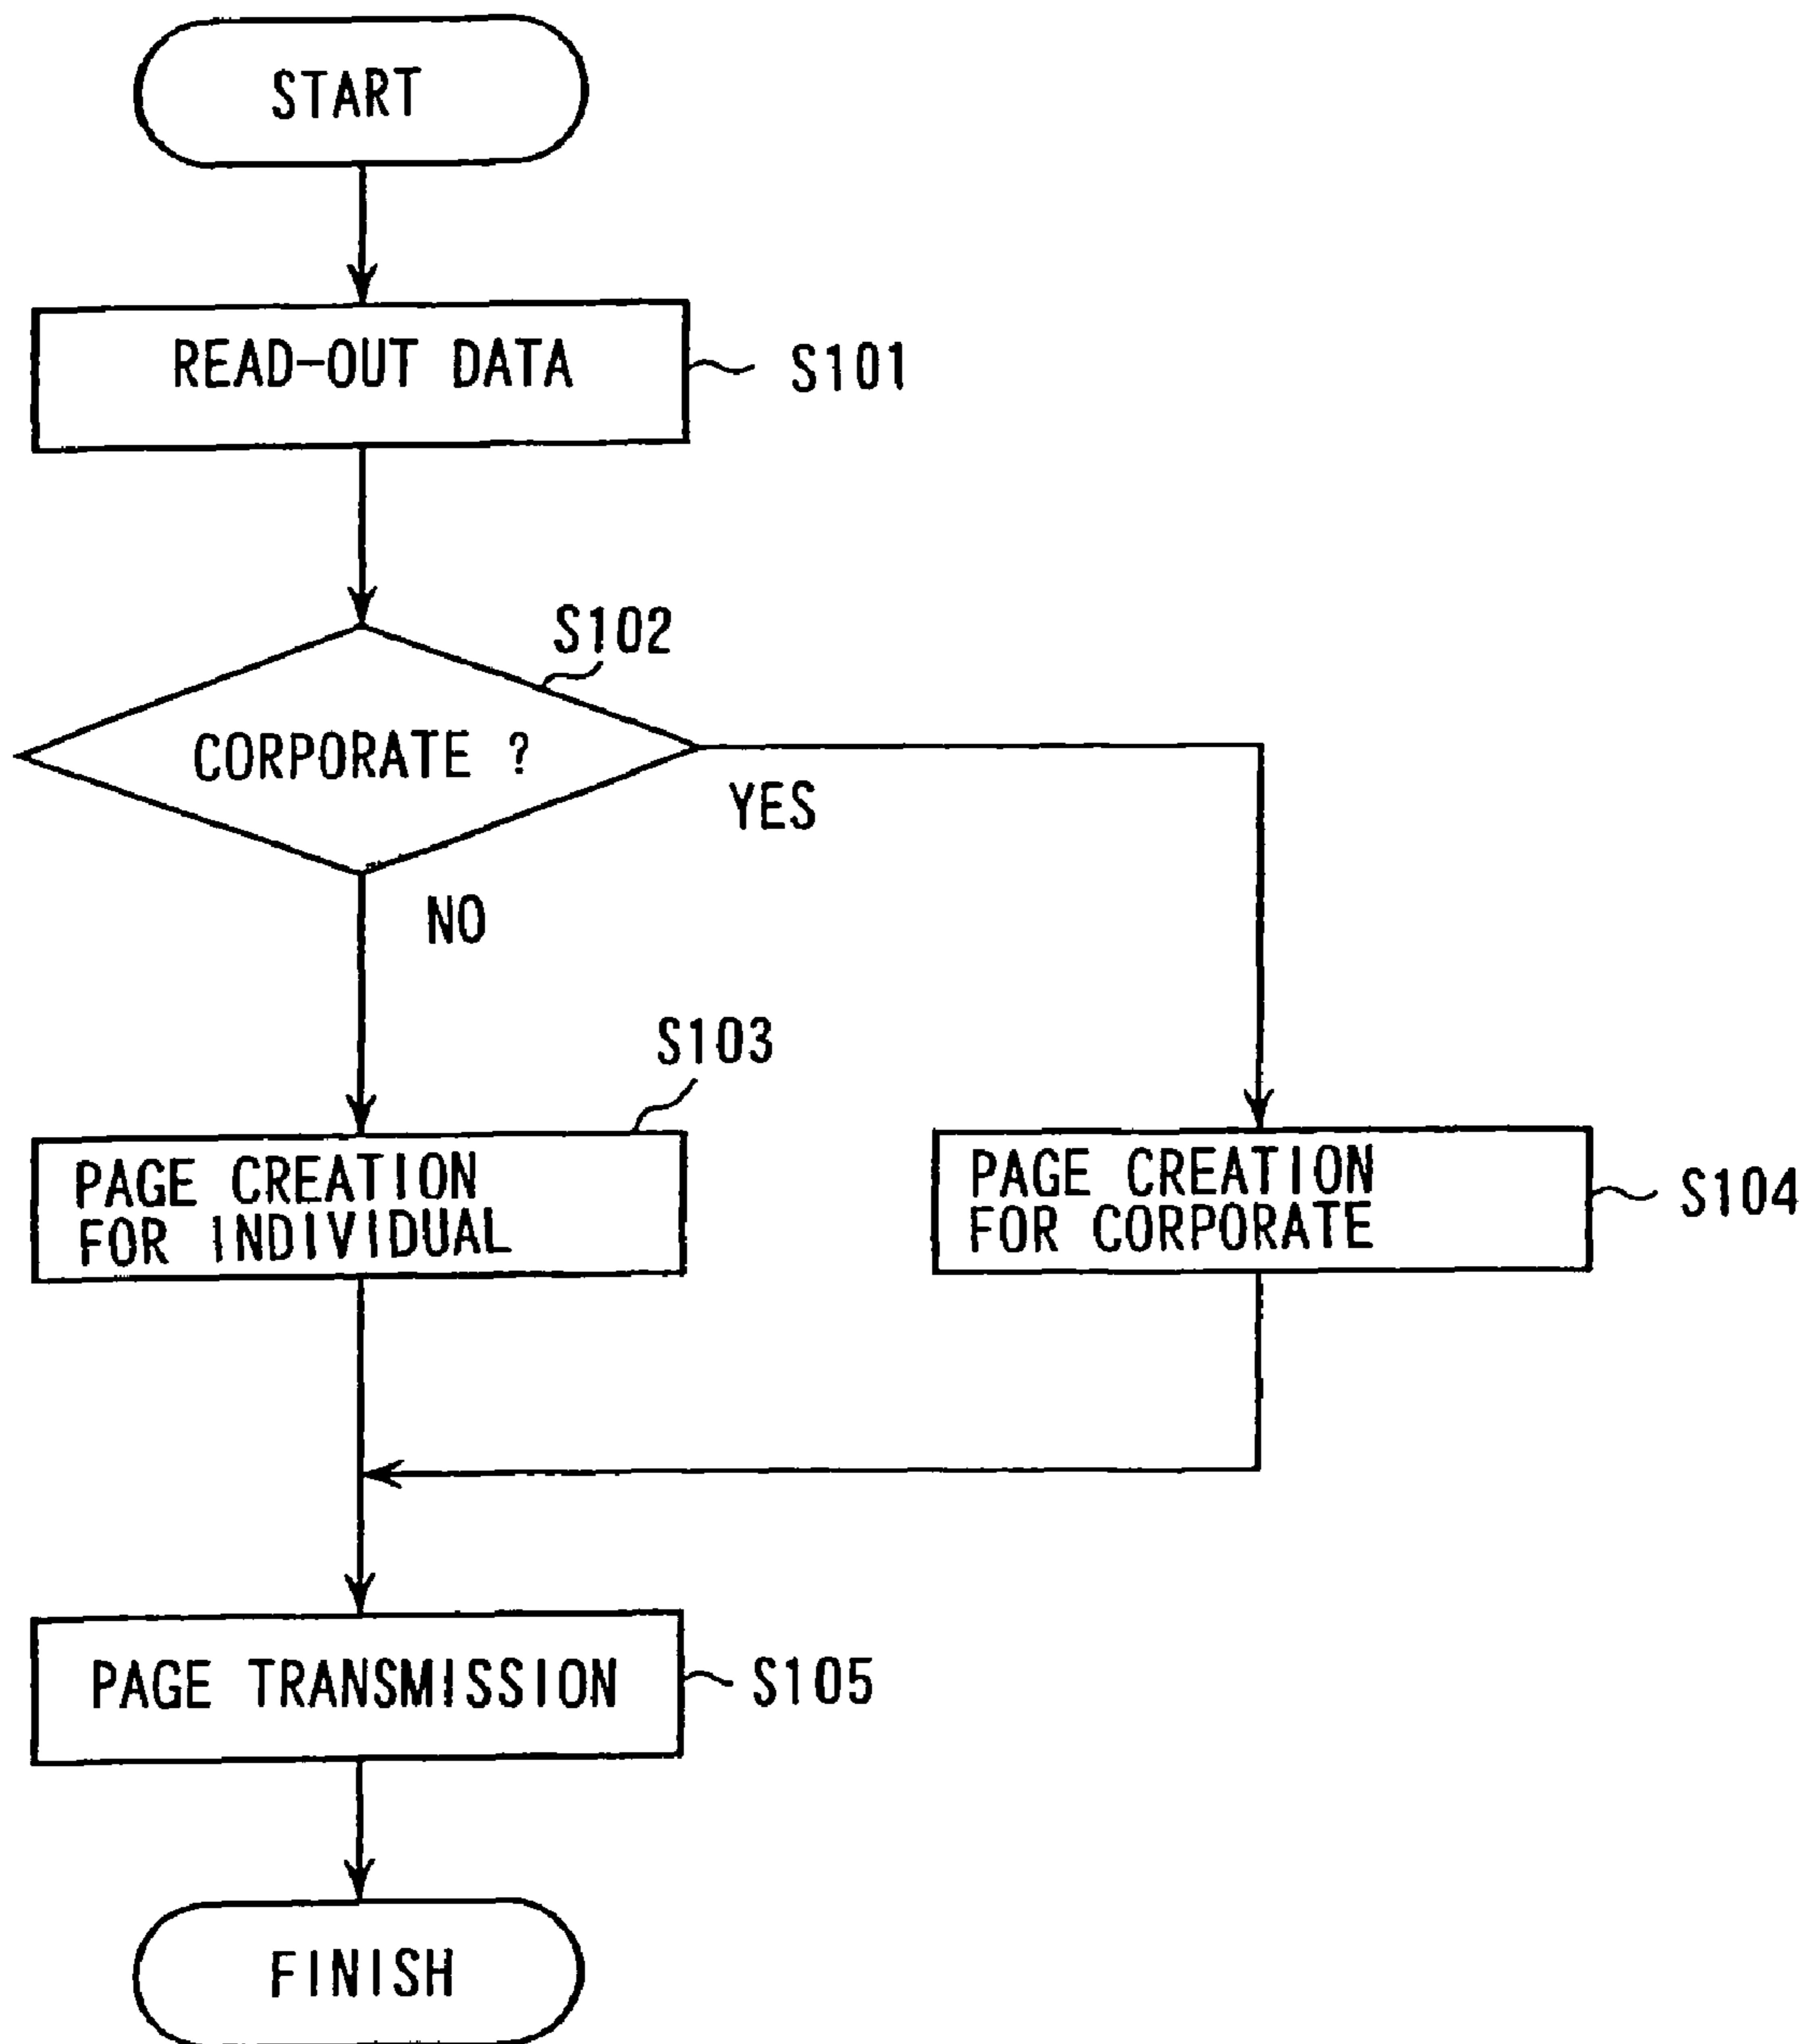 START
READ-OUT DATA
S101
S102
CORPORATE ?
YES
NO
S103
PAGE CREATION
FOR INDIVIDUAL
PAGE CREATION
FOR CORPORATE
S104
PAGE TRANSMISSION
S105
FINISH